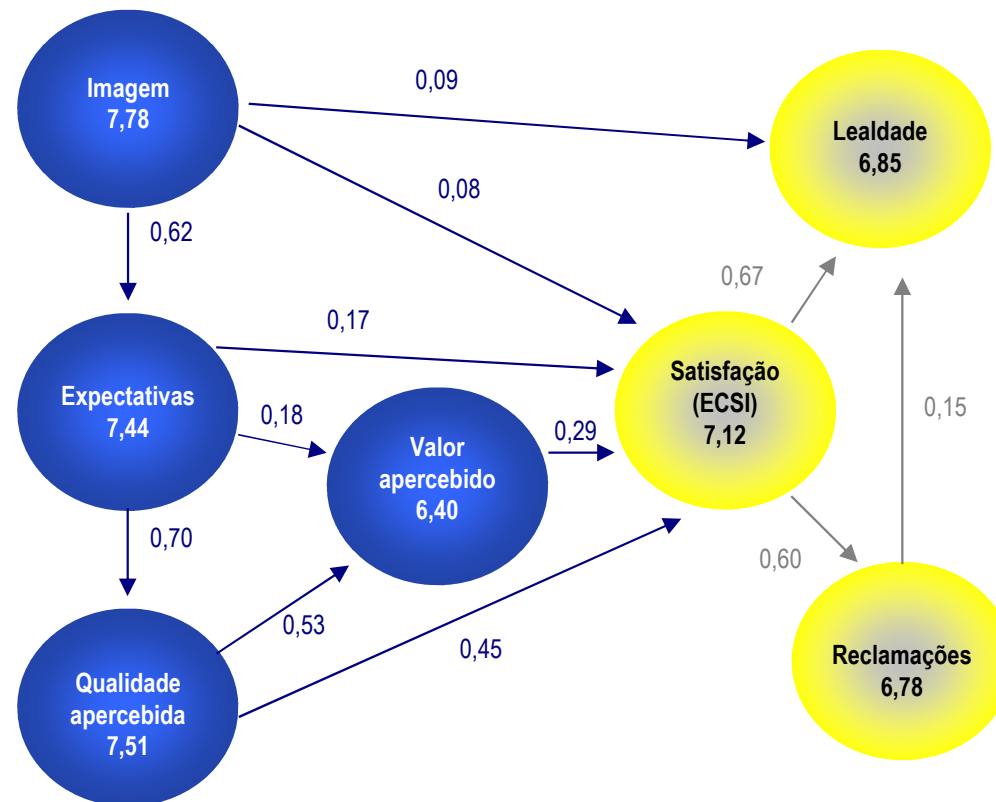 Imagem
7,78
0,09
Lealdade
6,85
0,08
0,62
0,67
0,17
Satisfação
(ECSI)
7,12
Expectativas
7,44
0,18
0,15
Valor
apercebido
6,40
0,29
0,70
0,60
0,53
0,45
Qualidade
apercebida
7,51
Reclamações
6,78